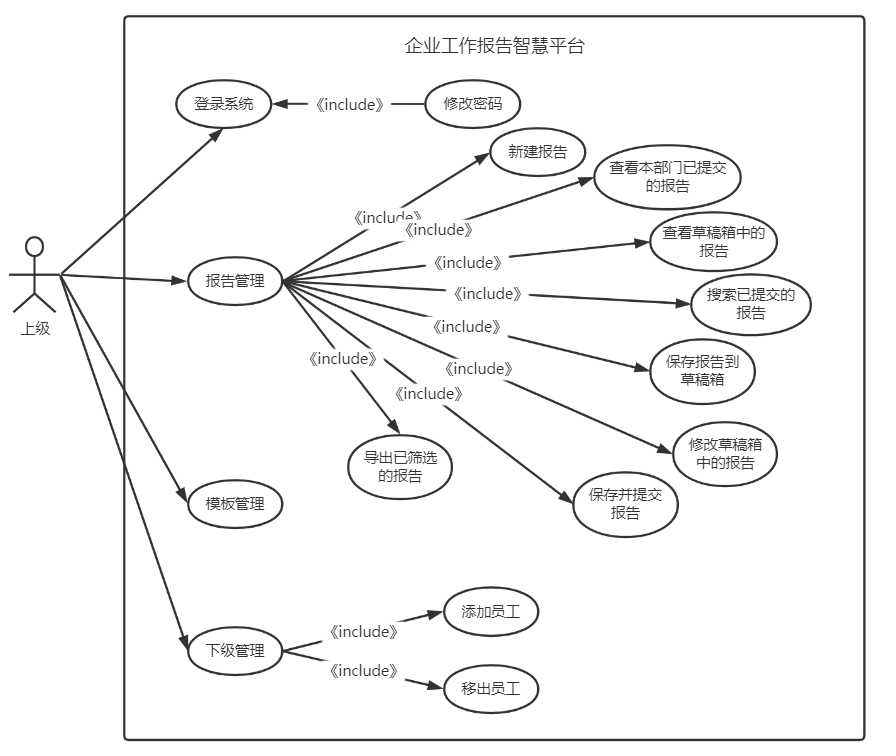 企业工作报告智慧平台
登录系统
《include》
修改密码
新建报告
查看本部门已提交
的报告
《include》
《include》
查看草稿箱中的
报告
《include》
上级
报告管理
《include》
搜索已提交的
报告
《include》
保存报告到
草稿箱
《include》
《include》
《include》
修改草稿箱
中的报告
导出已筛选
的报告
保存并提交
报告
模板管理
添加员工
《include》
下级管理
《include》
移出员工